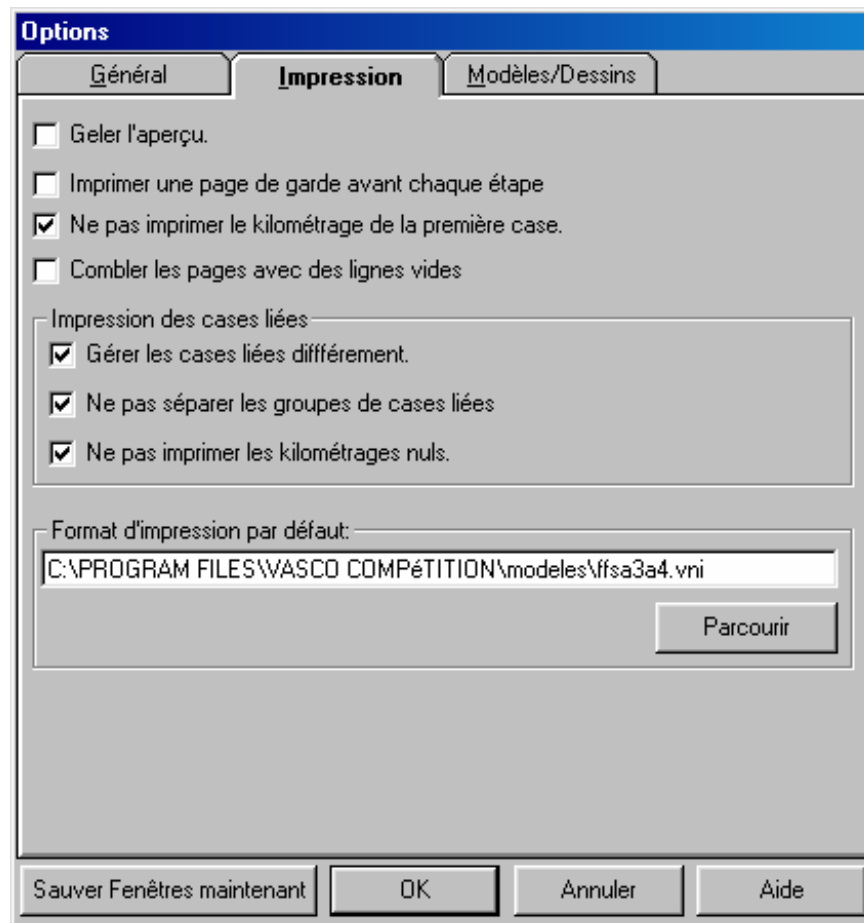 Options
Général
Impression
Modèles/Dessins
Geler l'aperçu.
Imprimer une page de garde avant chaque étape
Ne pas imprimer le kilométrage de la première case.
Combler les pages avec des lignes vides
Impression des cases liées
Gérer les cases liées diffférement.
Ne pas séparer les groupes de cases liées
Ne pas imprimer les kilométrages nuls.
Format d'impression par défaut:
C:\PROGRAM FILES\VASCO COMPéTITION\modeles\ffsa3a4.vni
Parcourir
Sauver Fenêtres maintenant
OK
Annuler
Aide